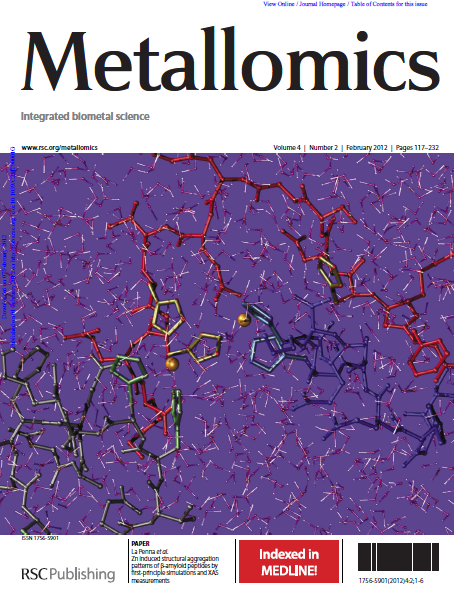 View Online / Journal Homepage / Table of Contents for this issue
Metallomics
Integrated biometal science
www.rsc.org/metallomics
Volume 4 | Number 2 | February 2012 | Pages 117–232
ISSN 1756-5901
RSCPublishing
PAPER
La Penna et al.
Zn induced structural aggregation
patterns of β-amyloid peptides by
first-principle simulations and XAS
measurements
Indexed in
MEDLINE!
1756-5901(2012)4:2;1-6